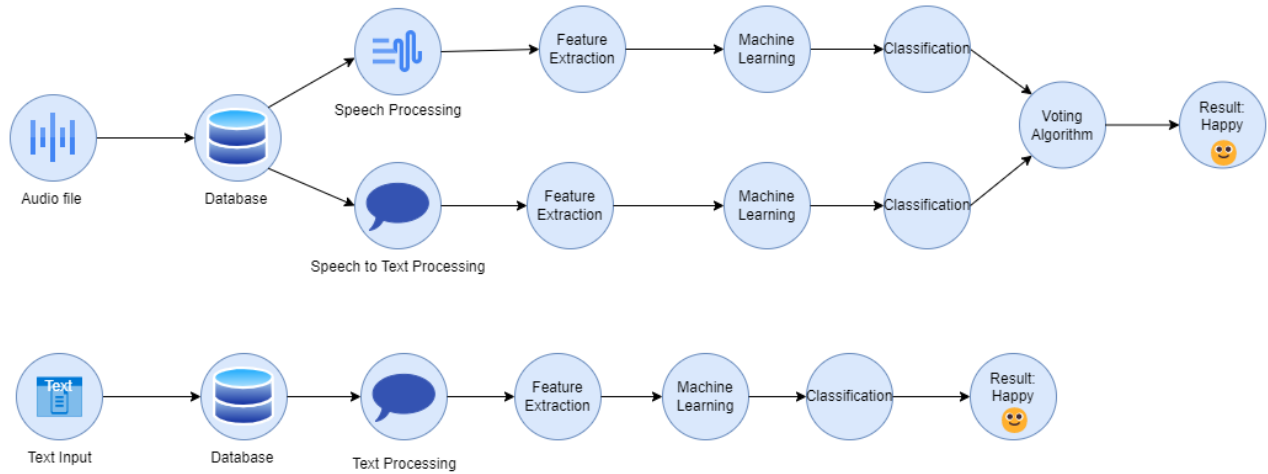 Feature
Extraction
Machine
Learning
Classification
Speech Processing
Voting
Algorithm
Result:
Happy
Audio file
Database
Feature
Extraction
Machine
Learning
Classification
Speech to Text Processing
Text
Feature
Extraction
Machine
Learning
Classification
Result:
Happy
Text Input
Database
Text Processing